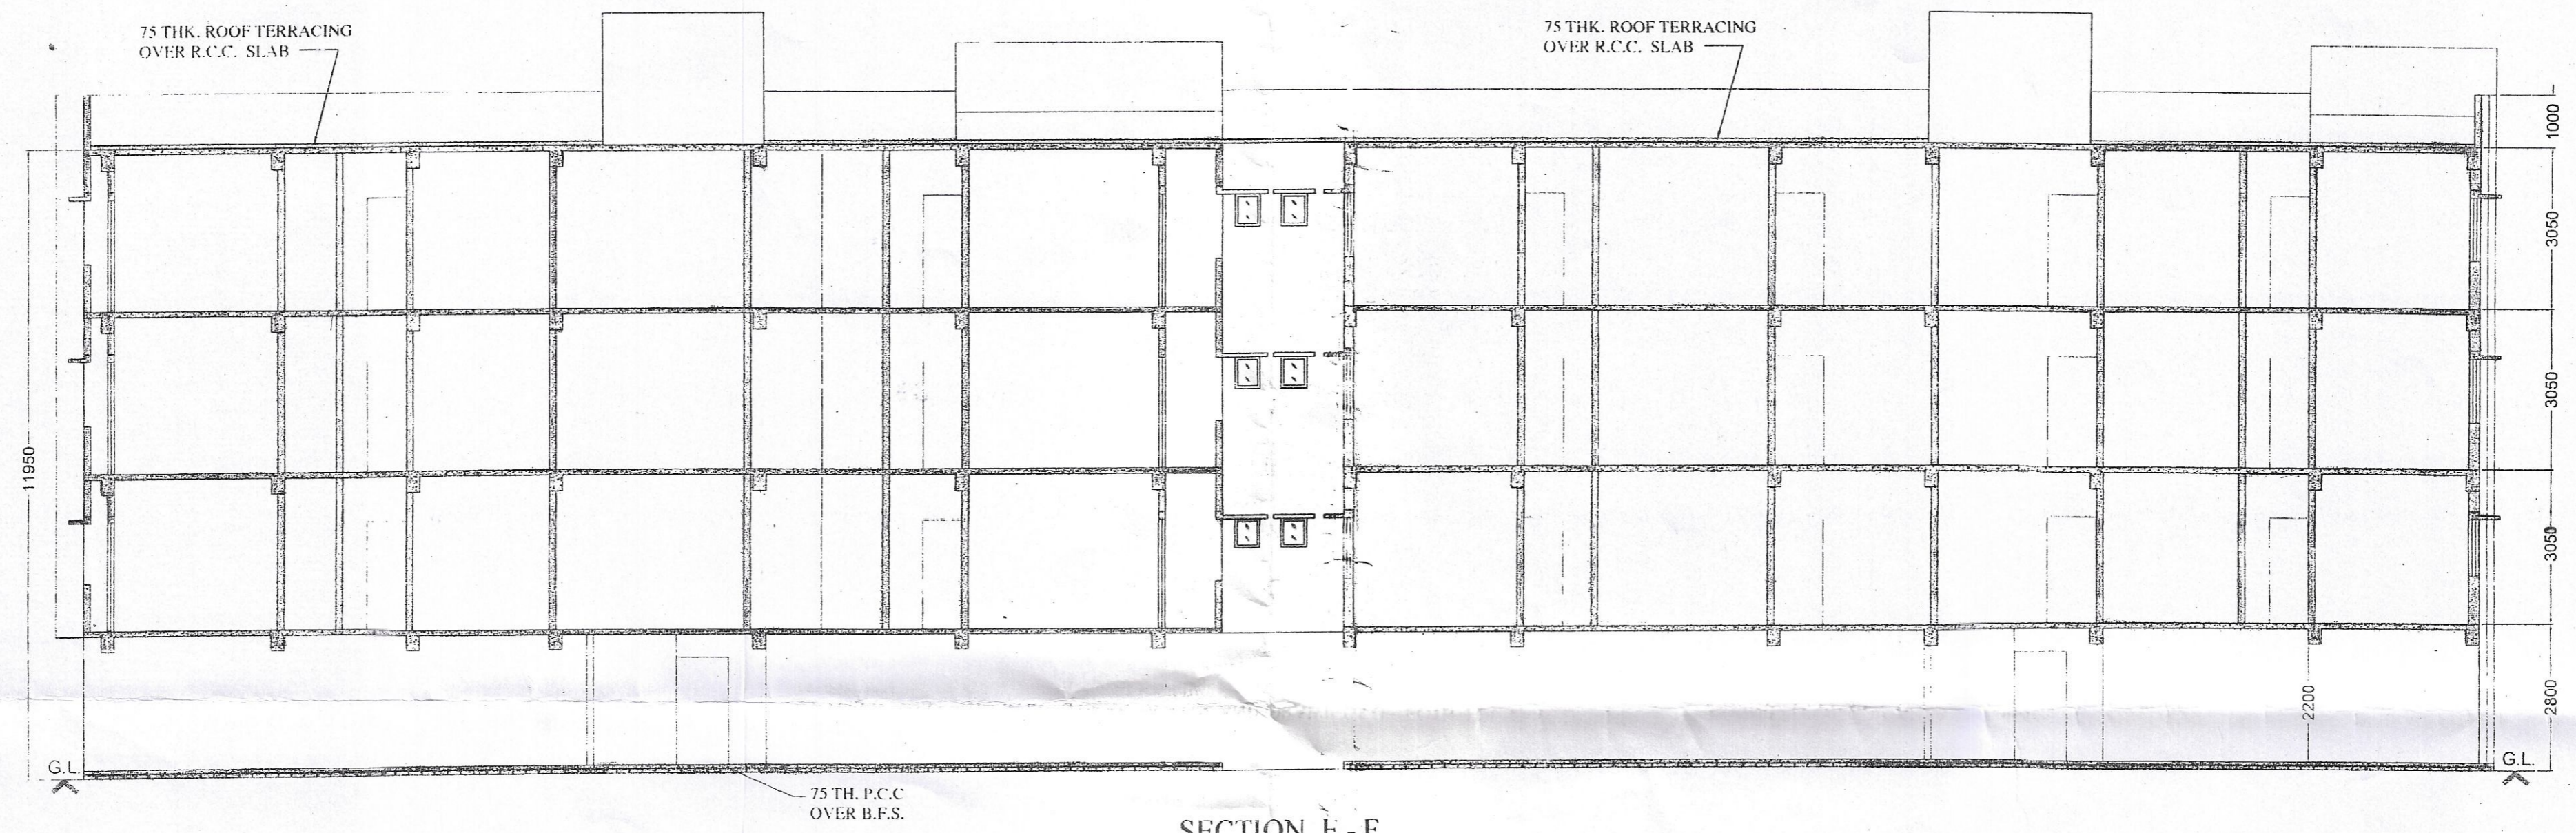 75 THK. ROOF TERRACING
OVER R.C.C. SLAB
75 THK. ROOF TERRACING
OVER R.C.C. SLAB
1000
3050
3050
11950
3050
2800
2200
G.L.
G.L.
75 TH. P.C.C
OVER B.F.S.
SECTION